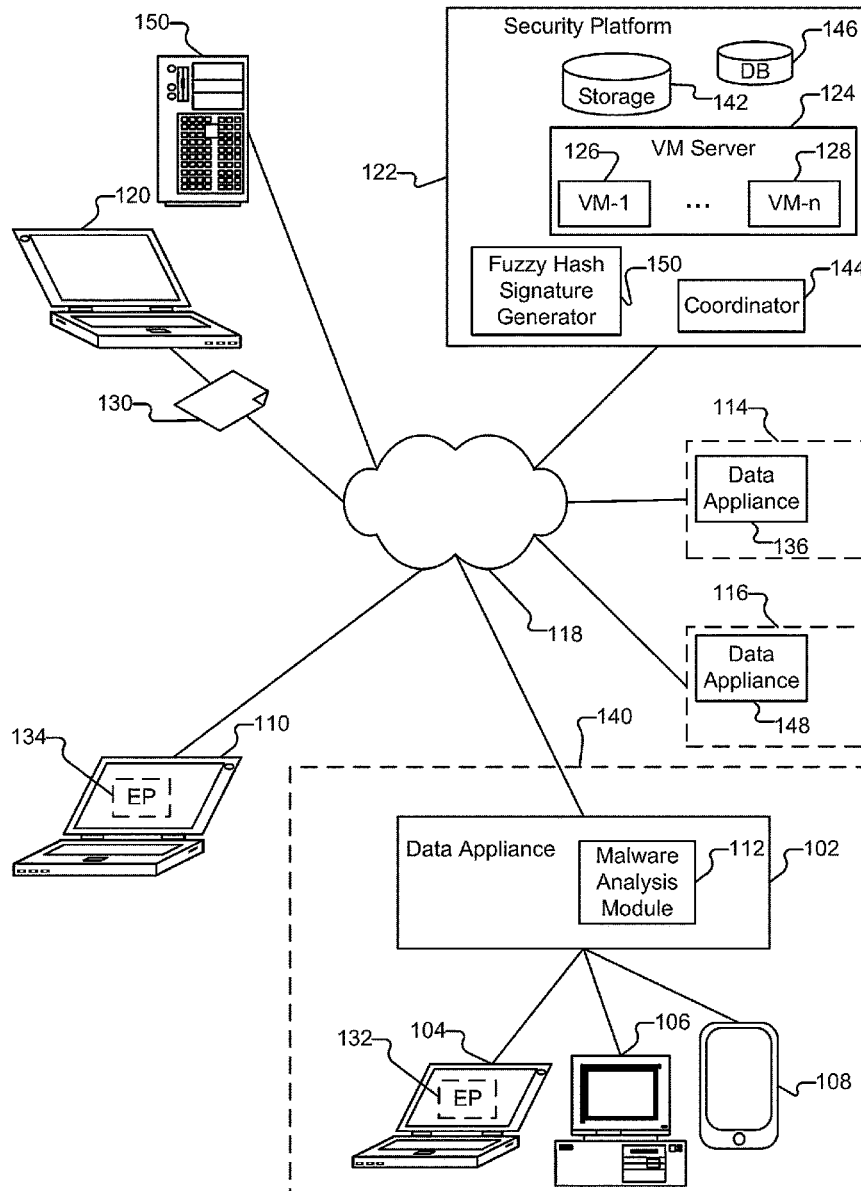 150
Security Platform
146
DB
Storage
142
124
VM Server
126
128
122
VM-1
...
VM-n
120
Fuzzy Hash
Signature
Generator
150
144
Coordinator
130
114
Data
Appliance
136
118
116
Data
Appliance
148
140
134
110
EP
Data Appliance
Malware
Analysis
Module
112
102
132
104
106
EP
108